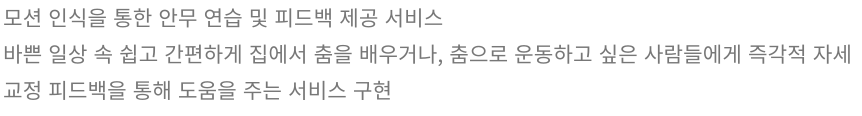 모션 인식을 통한 안무 연습 및 피드백 제공 서비스
바쁜 일상 속 쉽고 간편하게 집에서 춤을 배우거나, 춤으로 운동하고 싶은 사람들에게 즉각적 자세
교정 피드백을 통해 도움을 주는 서비스 구현